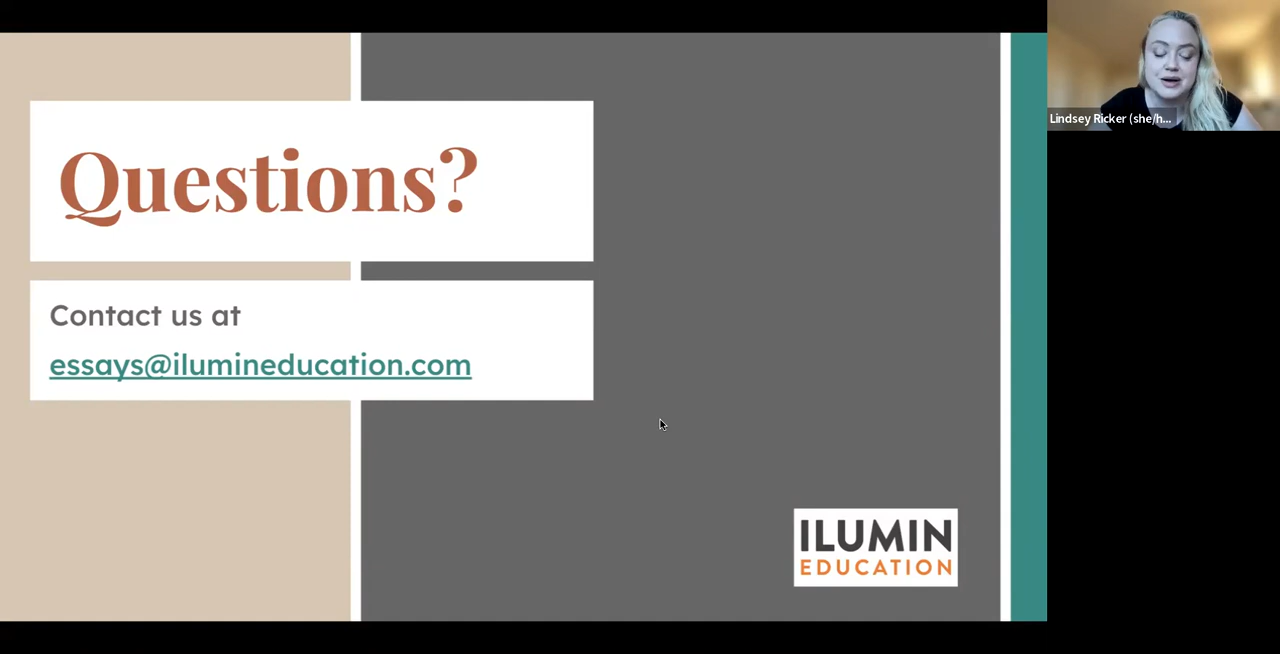 Questions?
Contact us at
essays@ilumineducation.com
ILUMIN
EDUCATION
Lindsey Ricker (she/h...